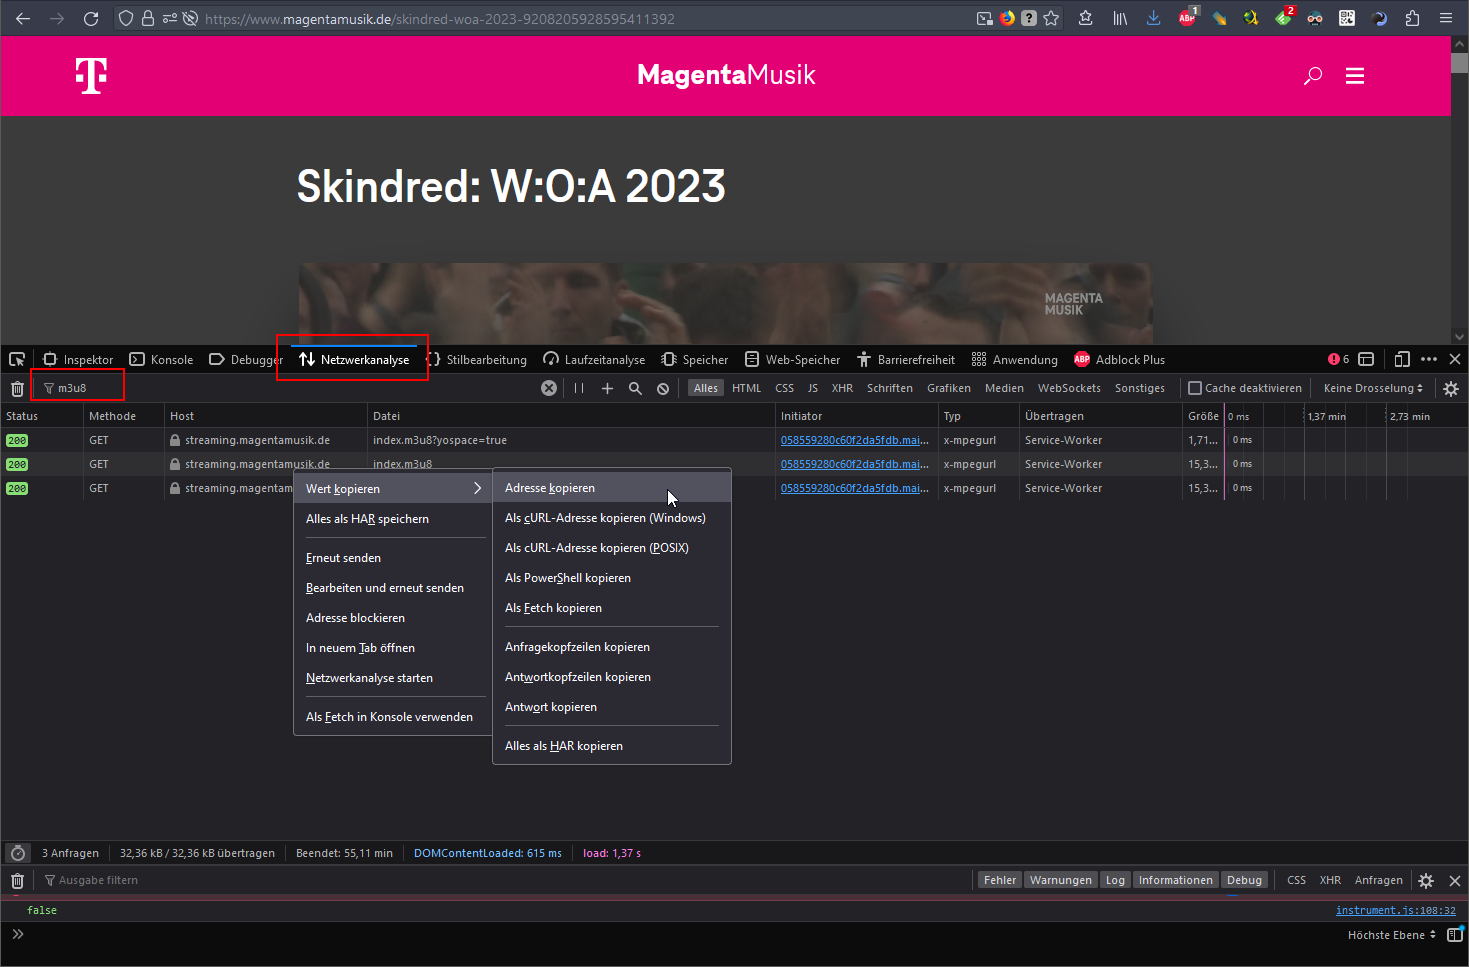 https://www.magentamusik.de/skindred-woa-2023-9208205928595411392
ABP 1 2
T MagentaMusik
Skindred: W:O:A 2023
MAGENTA
MUSIK
Inspektor Konsole Debugger Netzwerkanalyse Stilbearbeitung Laufzeitanalyse Speicher Web-Speicher Barrierefreiheit Anwendung ABP Adblock Plus 6
m3u8 Alles HTML CSS JS XHR Schriften Grafiken Medien WebSockets Sonstiges Cache deaktivieren Keine Drosselung
Status Methode Host Datei Initiator Typ Übertragen Größe 0 ms 1,37 min 2,73 min
200 GET streaming.magentamusik.de index.m3u8?yospace=true 058559280c60f2da5fdb.mai… x-mpegurl Service-Worker 1,71… 0 ms
200 GET streaming.magentamusik.de index.m3u8 058559280c60f2da5fdb.mai… x-mpegurl Service-Worker 15,3… 0 ms
200 GET streaming.magentam 058559280c60f2da5fdb.mai… x-mpegurl Service-Worker 15,3… 0 ms
Wert kopieren
Alles als HAR speichern
Erneut senden
Bearbeiten und erneut senden
Adresse blockieren
In neuem Tab öffnen
Netzwerkanalyse starten
Als Fetch in Konsole verwenden
Adresse kopieren
Als cURL-Adresse kopieren (Windows)
Als cURL-Adresse kopieren (POSIX)
Als PowerShell kopieren
Als Fetch kopieren
Anfragekopfzeilen kopieren
Antwortkopfzeilen kopieren
Antwort kopieren
Alles als HAR kopieren
3 Anfragen 32,36 kB / 32,36 kB übertragen Beendet: 55,11 min DOMContentLoaded: 615 ms load: 1,37 s
Ausgabe filtern Fehler Warnungen Log Informationen Debug CSS XHR Anfragen
false instrument.js:108:32
Höchste Ebene